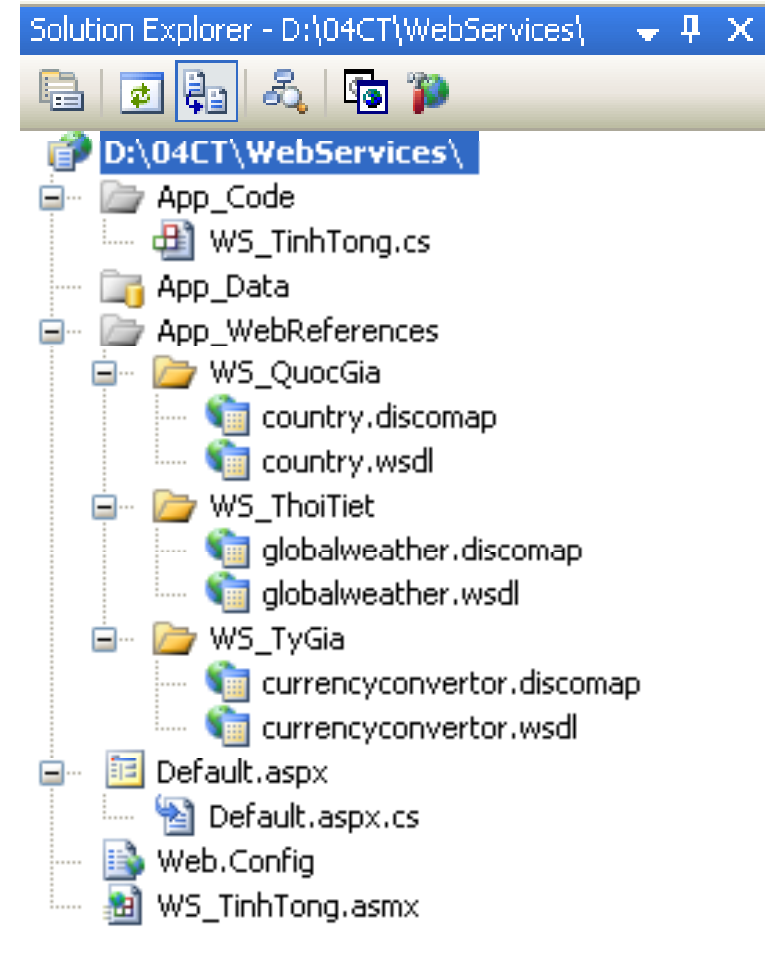 Solution Explorer - D:\04CT\WebServices\
D:\04CT\WebServices\
App_Code
WS_TinhTong.cs
App_Data
App_WebReferences
WS_QuocGia
country.discomap
country.wsdl
WS_ThoiTiet
globalweather.discomap
globalweather.wsdl
WS_TyGia
currencyconvertor.discomap
currencyconvertor.wsdl
Default.aspx
Default.aspx.cs
Web.Config
WS_TinhTong.asmx